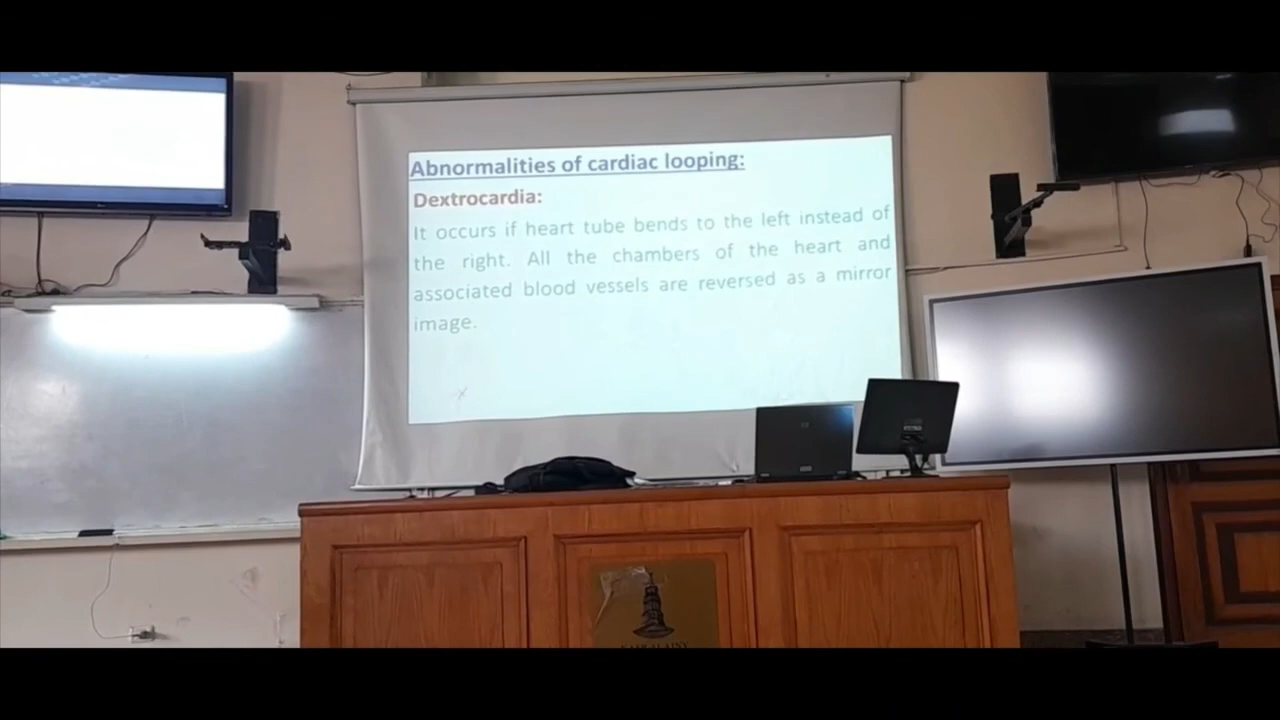 Abnormalities of cardiac looping:
Dextrocardia:
It occurs if heart tube bends to the left instead of
the right. All the chambers of the heart and
associated blood vessels are reversed as a mirror
image.